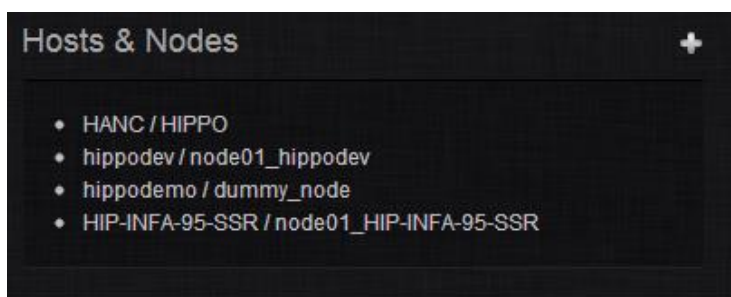 Hosts & Nodes
HANC / HIPPO
hippodev / node01_hippodev
hippodemo / dummy_node
HIP-INFA-95-SSR / node01_HIP-INFA-95-SSR